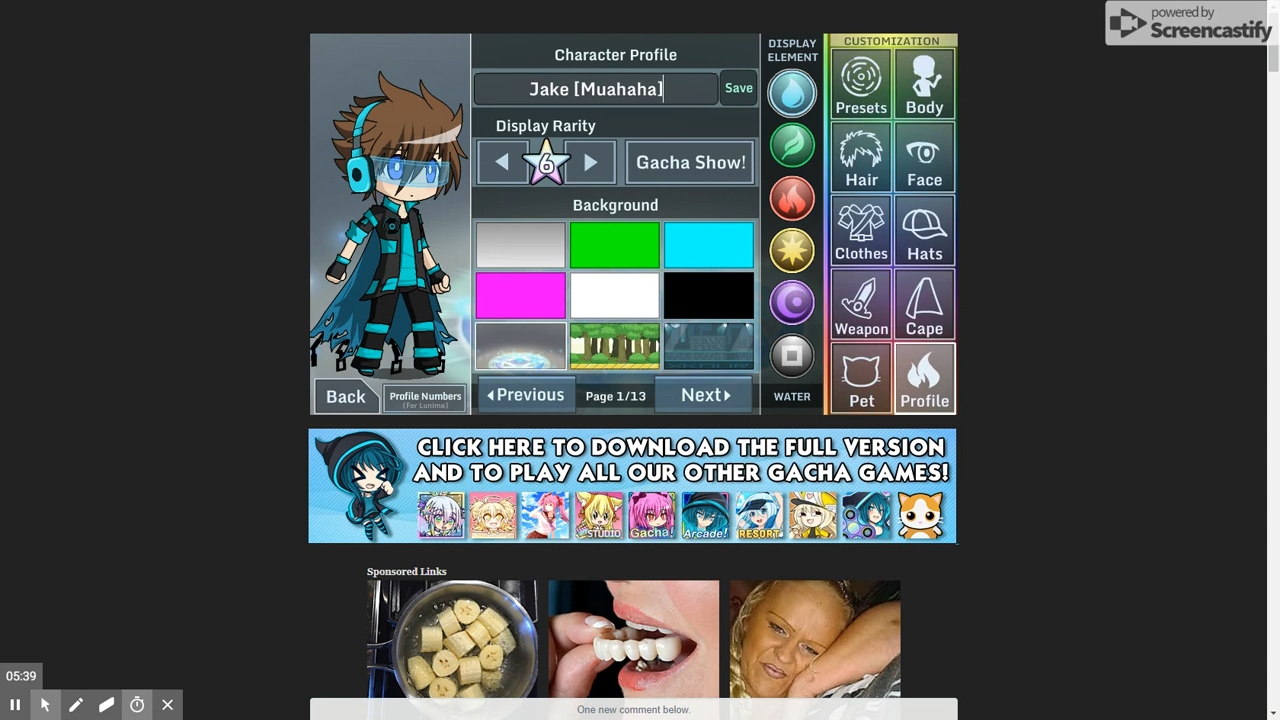 powered by
Screencastify
Character Profile
Jake [Muahaha]
Save
Display Rarity
6
Gacha Show!
Background
Previous
Page 1/13
Next
Back
Profile Numbers
(For Lunime)
DISPLAY
ELEMENT
WATER
CUSTOMIZATION
Presets
Body
Hair
Face
Clothes
Hats
Weapon
Cape
Pet
Profile
CLICK HERE TO DOWNLOAD THE FULL VERSION
AND TO PLAY ALL OUR OTHER GACHA GAMES!
STUDIO
Gacha!
Arcade!
RESORT
Sponsored Links
05:39
One new comment below.